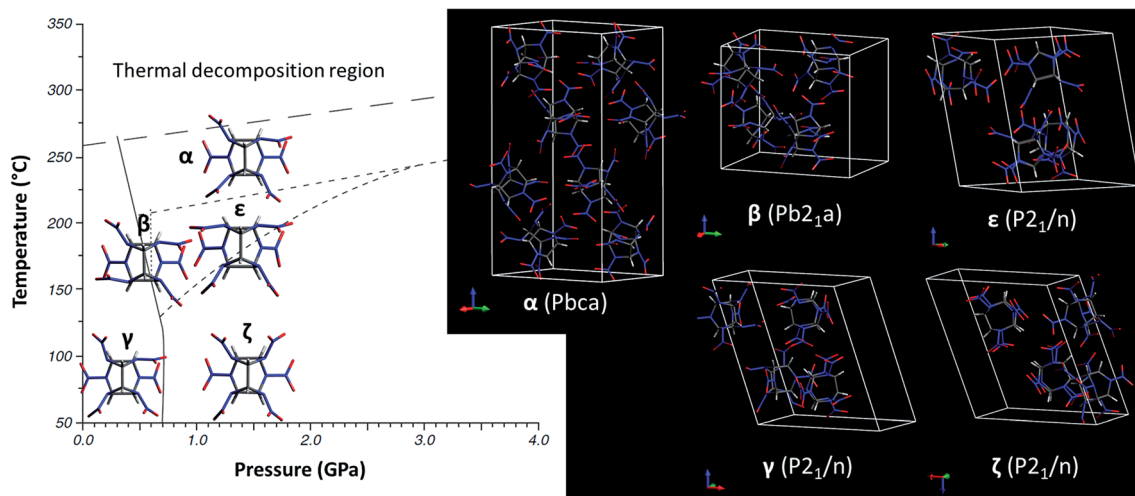 350
Thermal decomposition region
300
250
200
150
100
50
Temperature (°C)
α
β
ε
γ
ζ
0.0
1.0
2.0
3.0
4.0
Pressure (GPa)
α (Pbca)
β (Pb2₁a)
ε (P2₁/n)
γ (P2₁/n)
ζ (P2₁/n)